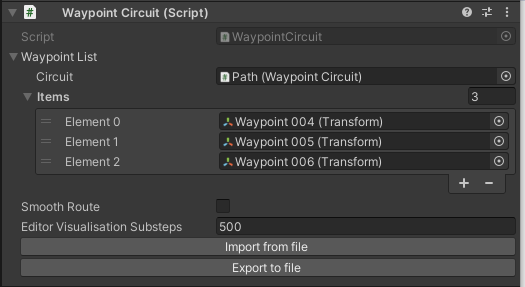 Waypoint Circuit (Script)
Script WaypointCircuit
Waypoint List
Circuit Path (Waypoint Circuit)
Items 3
Element 0 Waypoint 004 (Transform)
Element 1 Waypoint 005 (Transform)
Element 2 Waypoint 006 (Transform)
+ −
Smooth Route
Editor Visualisation Substeps 500
Import from file
Export to file